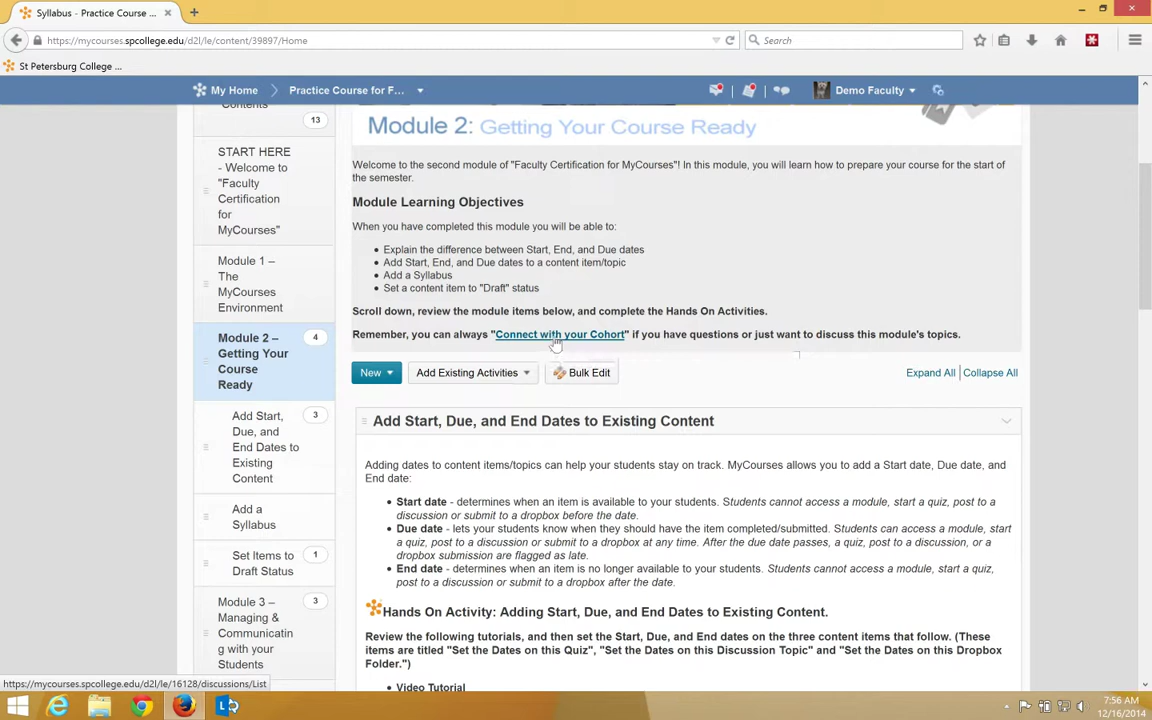 Syllabus - Practice Course ...
https://mycourses.spcollege.edu/d2l/le/content/39897/Home
Search
St Petersburg College ...
My Home
Practice Course for F...
Demo Faculty
Contents
13
START HERE
- Welcome to
"Faculty
Certification
for
MyCourses"
Module 1 –
The
MyCourses
Environment
Module 2 –
Getting Your
Course
Ready
4
Add Start,
Due, and
End Dates to
Existing
Content
3
Add a
Syllabus
Set Items to
Draft Status
1
Module 3 –
Managing &
Communicatin
g with your
Students
3
Module 2: Getting Your Course Ready
Welcome to the second module of "Faculty Certification for MyCourses"! In this module, you will learn how to prepare your course for the start of
the semester.
Module Learning Objectives
When you have completed this module you will be able to:
• Explain the difference between Start, End, and Due dates
• Add Start, End, and Due dates to a content item/topic
• Add a Syllabus
• Set a content item to "Draft" status
Scroll down, review the module items below, and complete the Hands On Activities.
Remember, you can always "Connect with your Cohort" if you have questions or just want to discuss this module's topics.
New
Add Existing Activities
Bulk Edit
Expand All | Collapse All
Add Start, Due, and End Dates to Existing Content
Adding dates to content items/topics can help your students stay on track. MyCourses allows you to add a Start date, Due date, and
End date:
• Start date - determines when an item is available to your students. Students cannot access a module, start a quiz, post to a
discussion or submit to a dropbox before the date.
• Due date - lets your students know when they should have the item completed/submitted. Students can access a module, start
a quiz, post to a discussion or submit to a dropbox at any time. After the due date passes, a quiz, post to a discussion, or a
dropbox submission are flagged as late.
• End date - determines when an item is no longer available to your students. Students cannot access a module, start a quiz,
post to a discussion or submit to a dropbox after the date.
Hands On Activity: Adding Start, Due, and End Dates to Existing Content.
Review the following tutorials, and then set the Start, Due, and End dates on the three content items that follow. (These
items are titled "Set the Dates on this Quiz", "Set the Dates on this Discussion Topic" and "Set the Dates on this Dropbox
Folder.")
• Video Tutorial
https://mycourses.spcollege.edu/d2l/le/16128/discussions/List
7:56 AM
12/16/2014